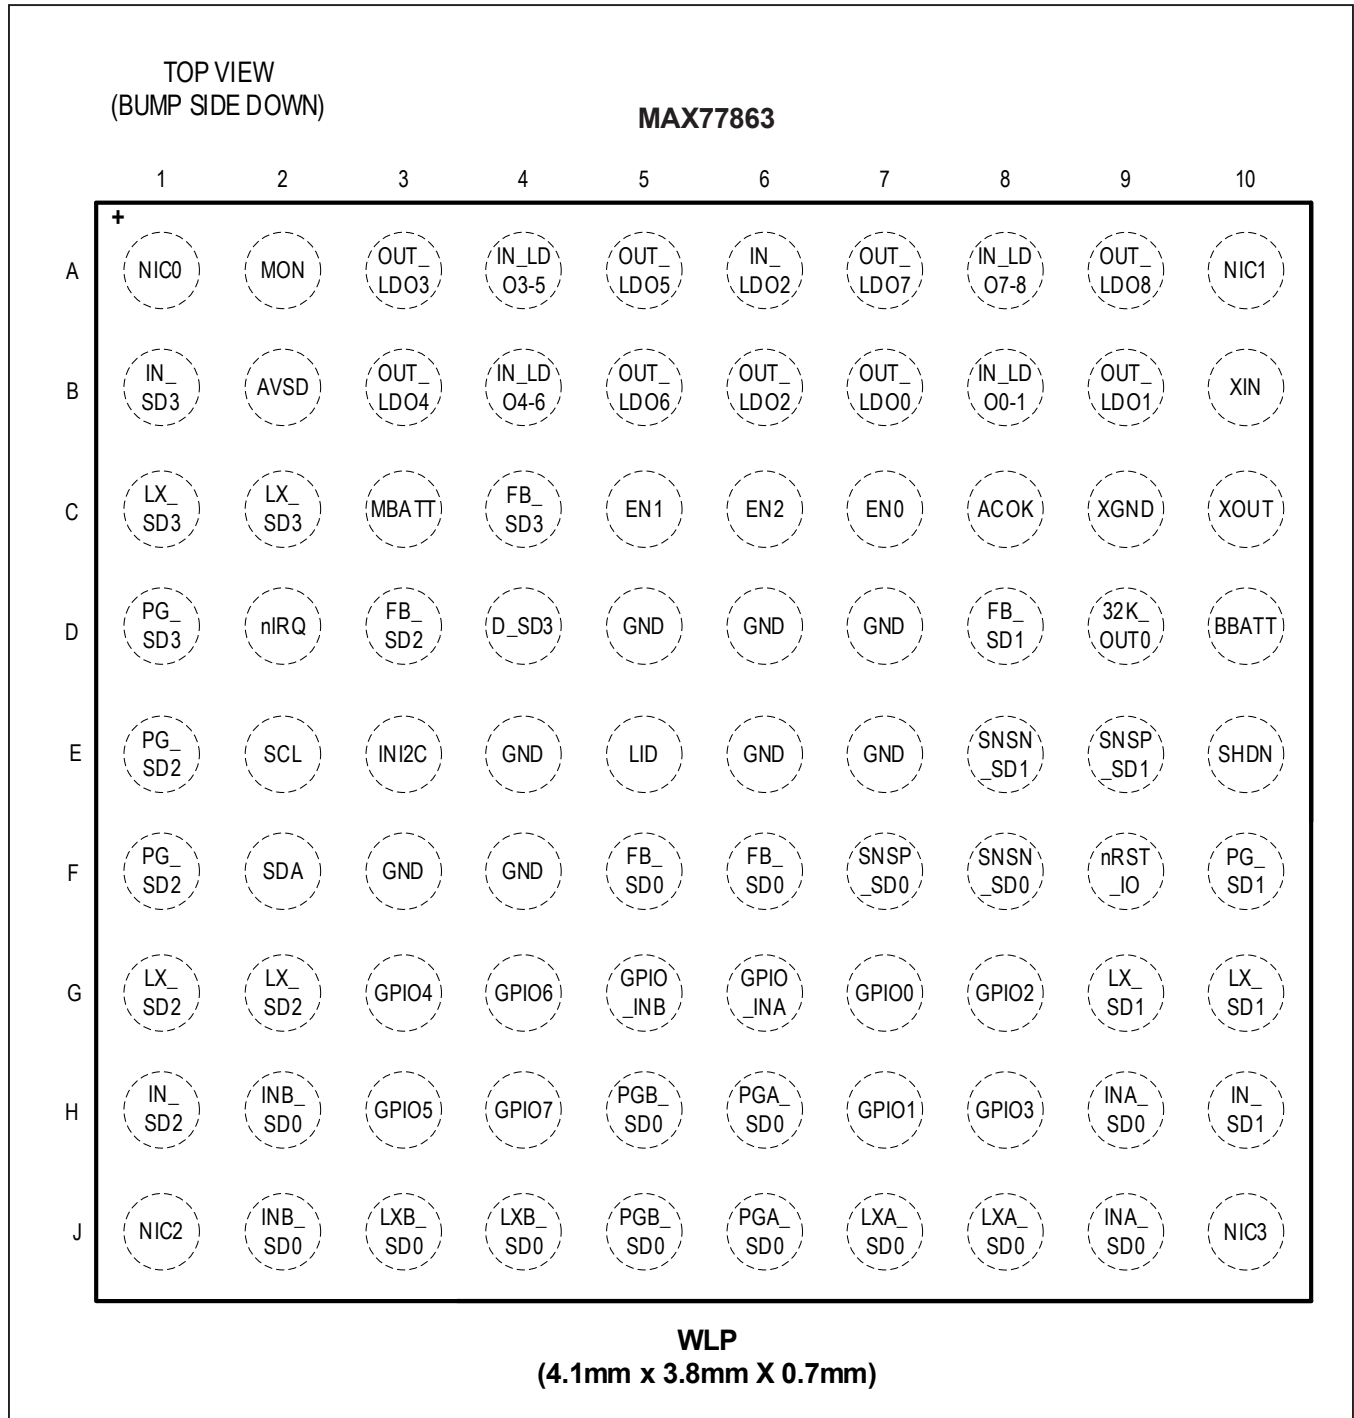 TOP VIEW
(BUMP SIDE DOWN)
MAX77863
1 2 3 4 5 6 7 8 9 10
+
A NIC0 MON OUT_ IN_LD OUT_ IN_ OUT_ IN_LD OUT_ NIC1
LDO3 O3-5 LDO5 LDO2 LDO7 O7-8 LDO8
B IN_ AVSD OUT_ IN_LD OUT_ OUT_ OUT_ IN_LD OUT_ XIN
SD3 LDO4 O4-6 LDO6 LDO2 LDO0 O0-1 LDO1
C LX_ LX_ MBATT FB_ EN1 EN2 EN0 ACOK XGND XOUT
SD3 SD3 SD3
D PG_ nIRQ FB_ D_SD3 GND GND GND FB_ 32K_ BBATT
SD3 SD2 SD1 OUT0
E PG_ SCL INI2C GND LID GND GND SNSN SNSP SHDN
SD2 _SD1 _SD1
F PG_ SDA GND GND FB_ FB_ SNSP SNSN nRST PG_
SD2 SD0 SD0 _SD0 _SD0 _IO SD1
G LX_ LX_ GPIO4 GPIO6 GPIO GPIO GPIO0 GPIO2 LX_ LX_
SD2 SD2 _INB _INA SD1 SD1
H IN_ INB_ GPIO5 GPIO7 PGB_ PGA_ GPIO1 GPIO3 INA_ IN_
SD2 SD0 SD0 SD0 SD0 SD1
J NIC2 INB_ LXB_ LXB_ PGB_ PGA_ LXA_ LXA_ INA_ NIC3
SD0 SD0 SD0 SD0 SD0 SD0 SD0 SD0
WLP
(4.1mm x 3.8mm X 0.7mm)